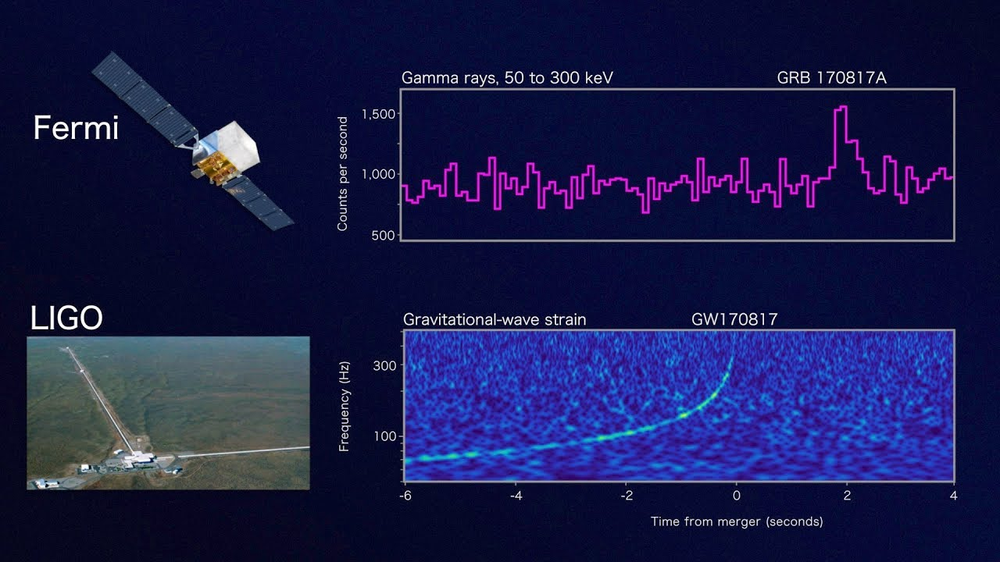 Fermi
Gamma rays, 50 to 300 keV
GRB 170817A
Counts per second
1,500
1,000
500
LIGO
Gravitational-wave strain
GW170817
Frequency (Hz)
300
100
-6 -4 -2 0 2 4
Time from merger (seconds)